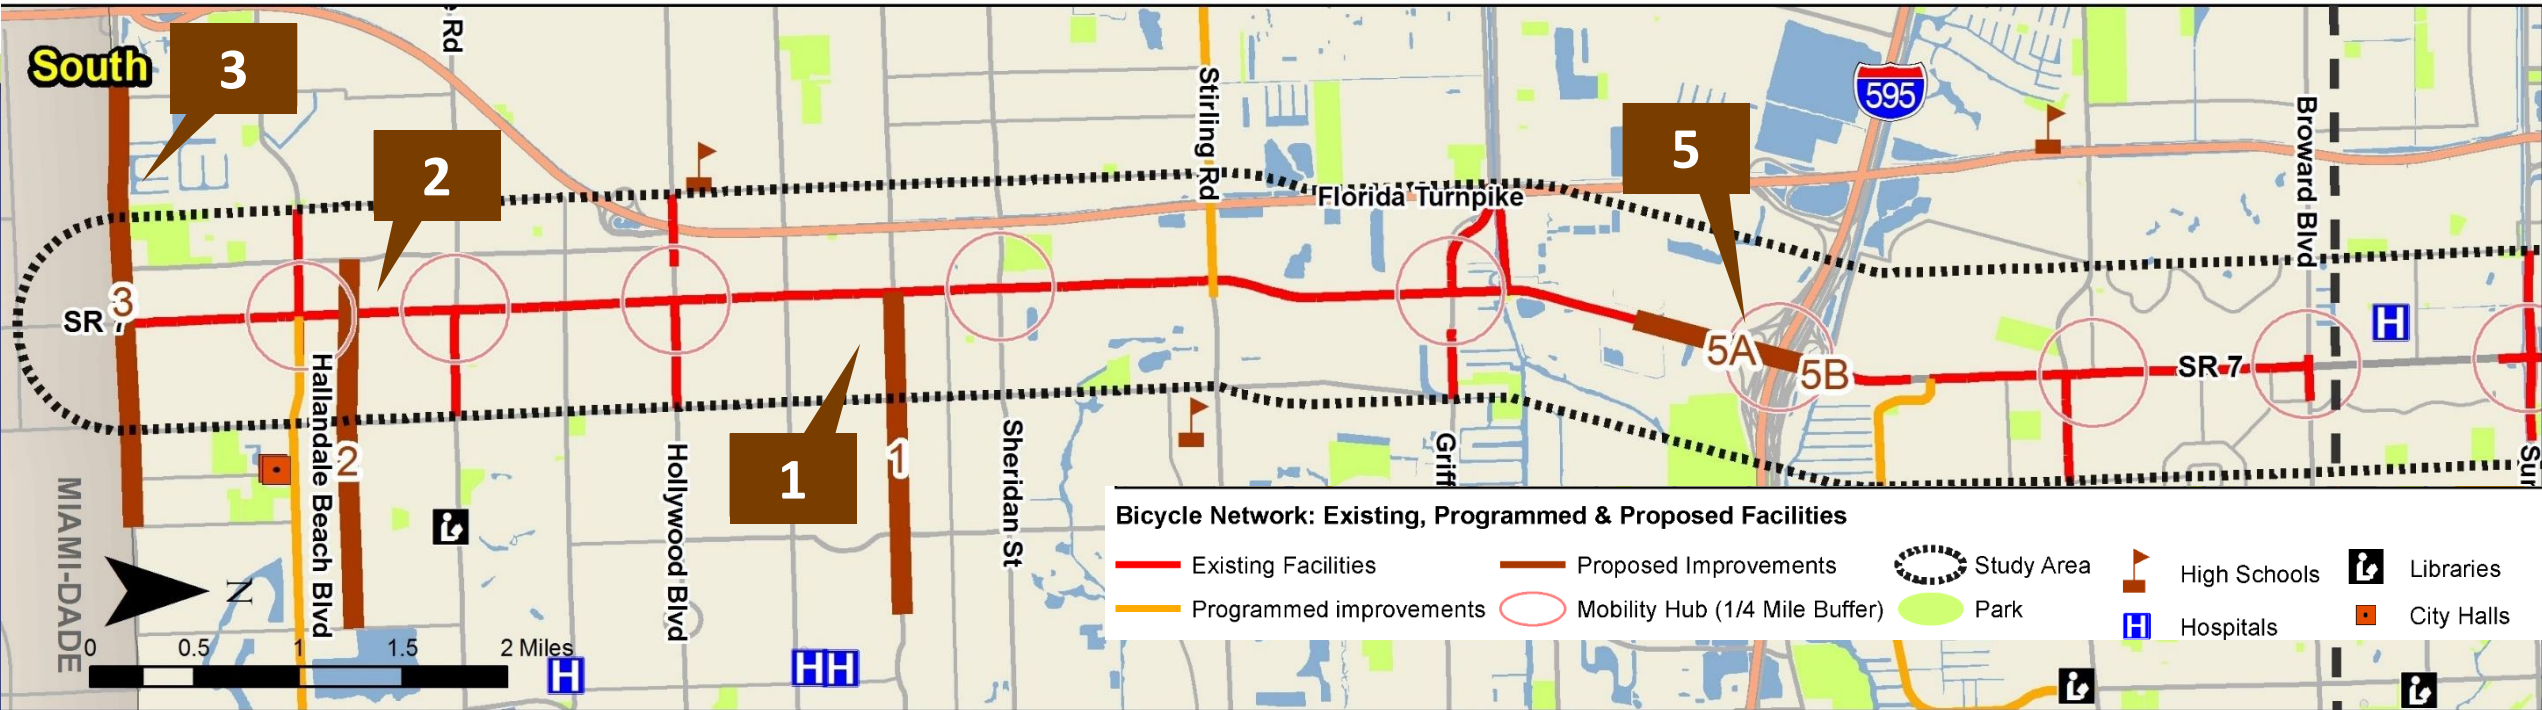 South
3
e Rd
2
Stirling Rd
595
5
Broward Blvd
Florida Turnpike
3
SR 7
5A
5B
SR 7
H
Hallandale Beach Blvd
2
1
1
Hollywood Blvd
Sheridan St
Griff
Sur
MIAMI-DADE
N
0 0.5 1 1.5 2 Miles
H
H H
Bicycle Network: Existing, Programmed & Proposed Facilities
Existing Facilities
Programmed improvements
Proposed Improvements
Mobility Hub (1/4 Mile Buffer)
Study Area
Park
High Schools
H Hospitals
Libraries
City Halls